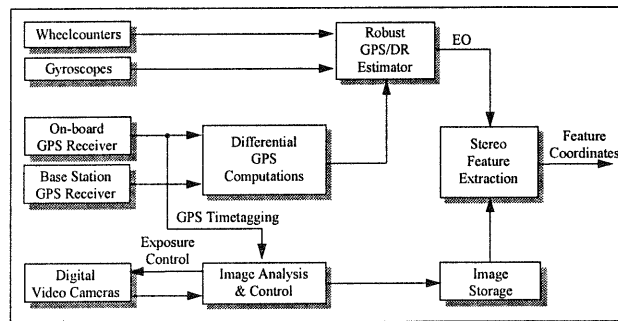 Wheelcounters
Gyroscopes
Robust
GPS/DR
Estimator
EO
On-board
GPS Receiver
Base Station
GPS Receiver
Differential
GPS
Computations
Stereo
Feature
Extraction
Feature
Coordinates
GPS Timetagging
Exposure
Control
Digital
Video Cameras
Image Analysis
& Control
Image
Storage